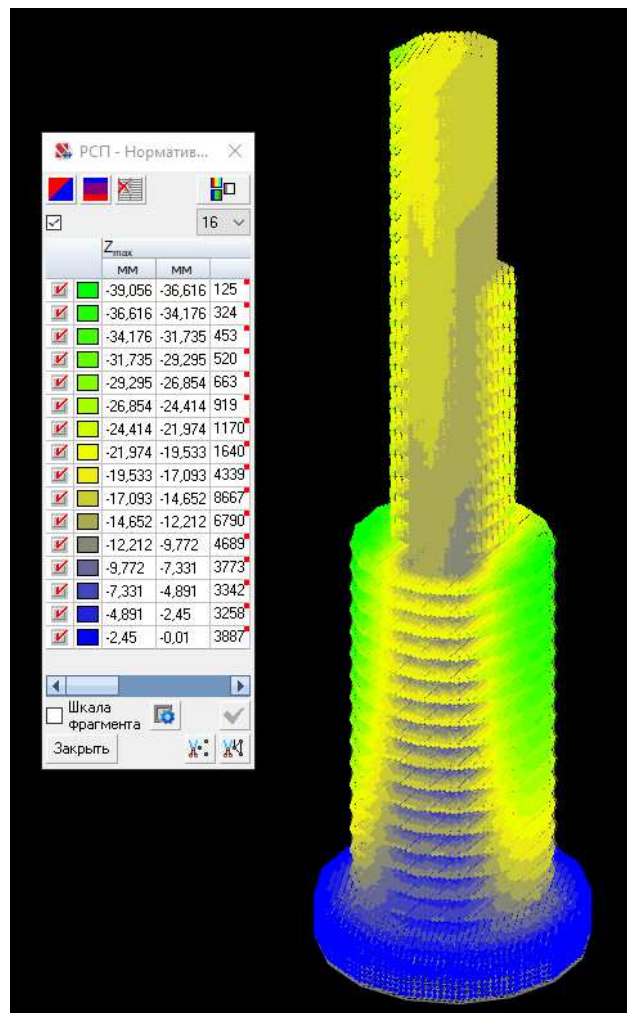 РСП - Норматив...
16
Zmax
мм мм
-39,056 -36,616 125
-36,616 -34,176 324
-34,176 -31,735 453
-31,735 -29,295 520
-29,295 -26,854 663
-26,854 -24,414 919
-24,414 -21,974 1170
-21,974 -19,533 1640
-19,533 -17,093 4339
-17,093 -14,652 8667
-14,652 -12,212 6790
-12,212 -9,772 4689
-9,772 -7,331 3773
-7,331 -4,891 3342
-4,891 -2,45 3258
-2,45 -0,01 3887
Шкала
фрагмента
Закрыть